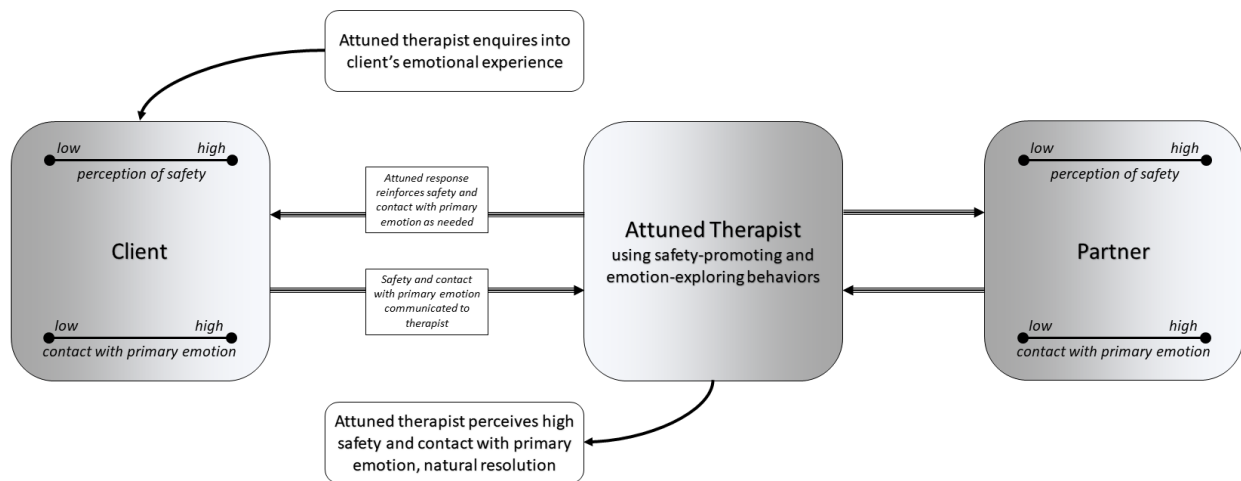 Attuned therapist enquires into
client's emotional experience
low high
perception of safety
Client
low high
contact with primary emotion
Attuned response
reinforces safety and
contact with primary
emotion as needed
Safety and contact
with primary emotion
communicated to
therapist
Attuned Therapist
using safety-promoting and
emotion-exploring behaviors
low high
perception of safety
Partner
low high
contact with primary emotion
Attuned therapist perceives high
safety and contact with primary
emotion, natural resolution